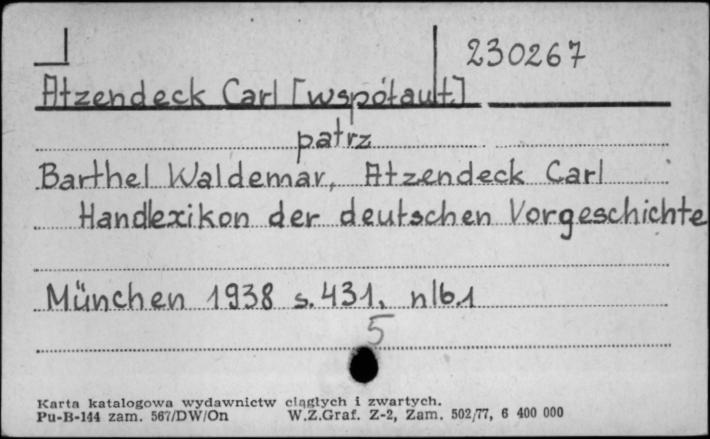 230267
Atzendeck Carl [współaut.]
patrz
Barthel Waldemar, Atzendeck Carl
Handlexikon der deutschen Vorgeschichte
München 1938 s. 431, nlb.1
5
Karta katalogowa wydawnictw ciągłych i zwartych.
Pu-B-144 zam. 567/DW/On W.Z.Graf. Z-2, Zam. 502/77, 6 400 000